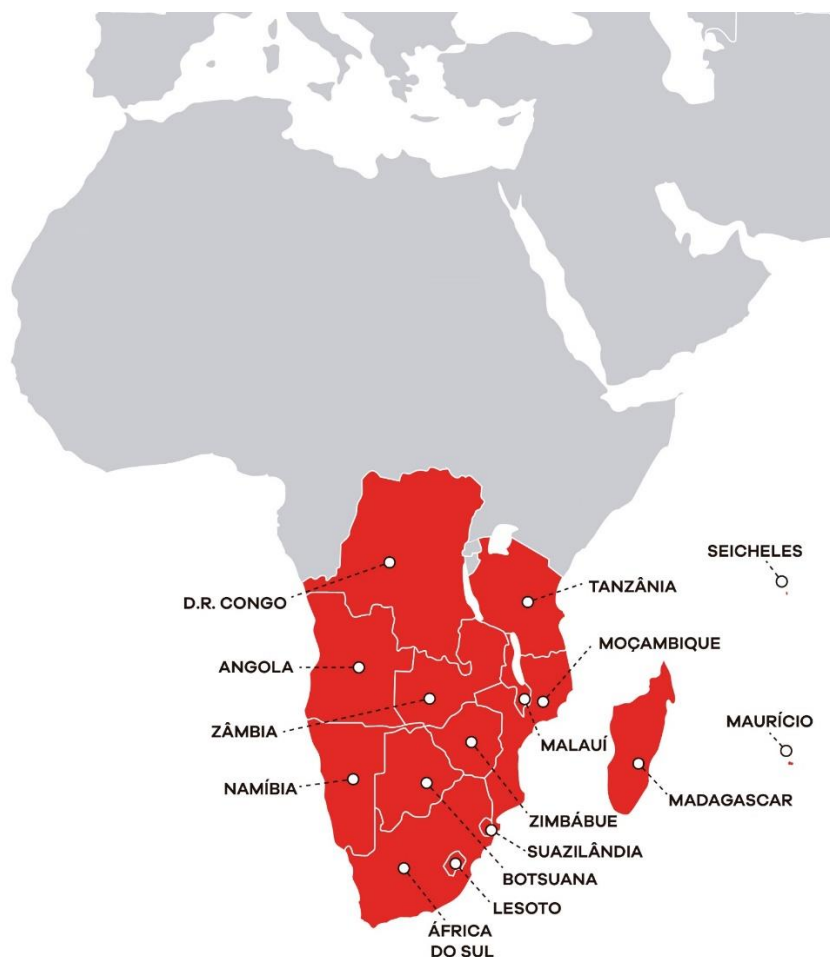 SEICHELES
TANZÂNIA
D.R. CONGO
MOÇAMBIQUE
ANGOLA
MAURÍCIO
ZÂMBIA
MALAUÍ
NAMÍBIA
MADAGASCAR
ZIMBÁBUE
SUAZILÂNDIA
BOTSUANA
LESOTO
ÁFRICA
DO SUL